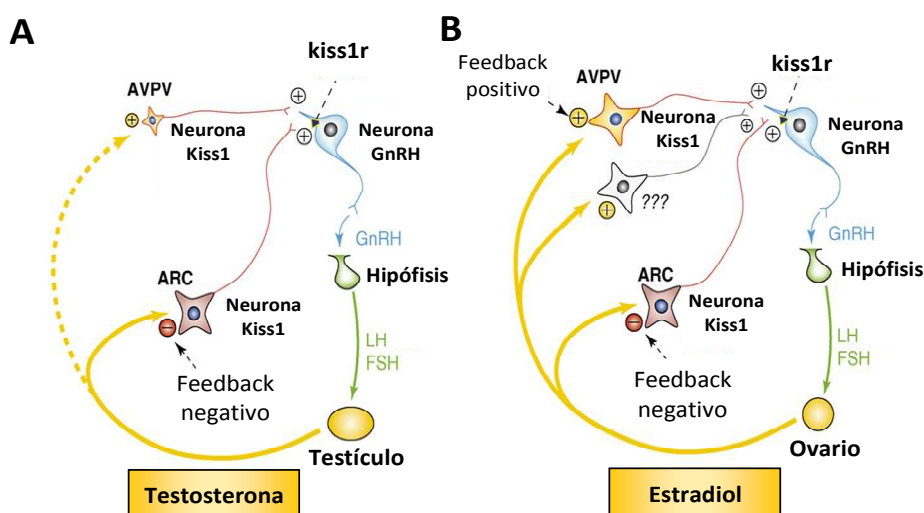 A
kiss1r
AVPV
Neurona
Kiss1
Neurona
GnRH
GnRH
ARC
Hipófisis
Neurona
Kiss1
LH
FSH
Feedback
negativo
Testículo
Testosterona
B
Feedback
positivo
kiss1r
AVPV
Neurona
Kiss1
Neurona
GnRH
???
GnRH
ARC
Hipófisis
Neurona
Kiss1
LH
FSH
Feedback
negativo
Ovario
Estradiol